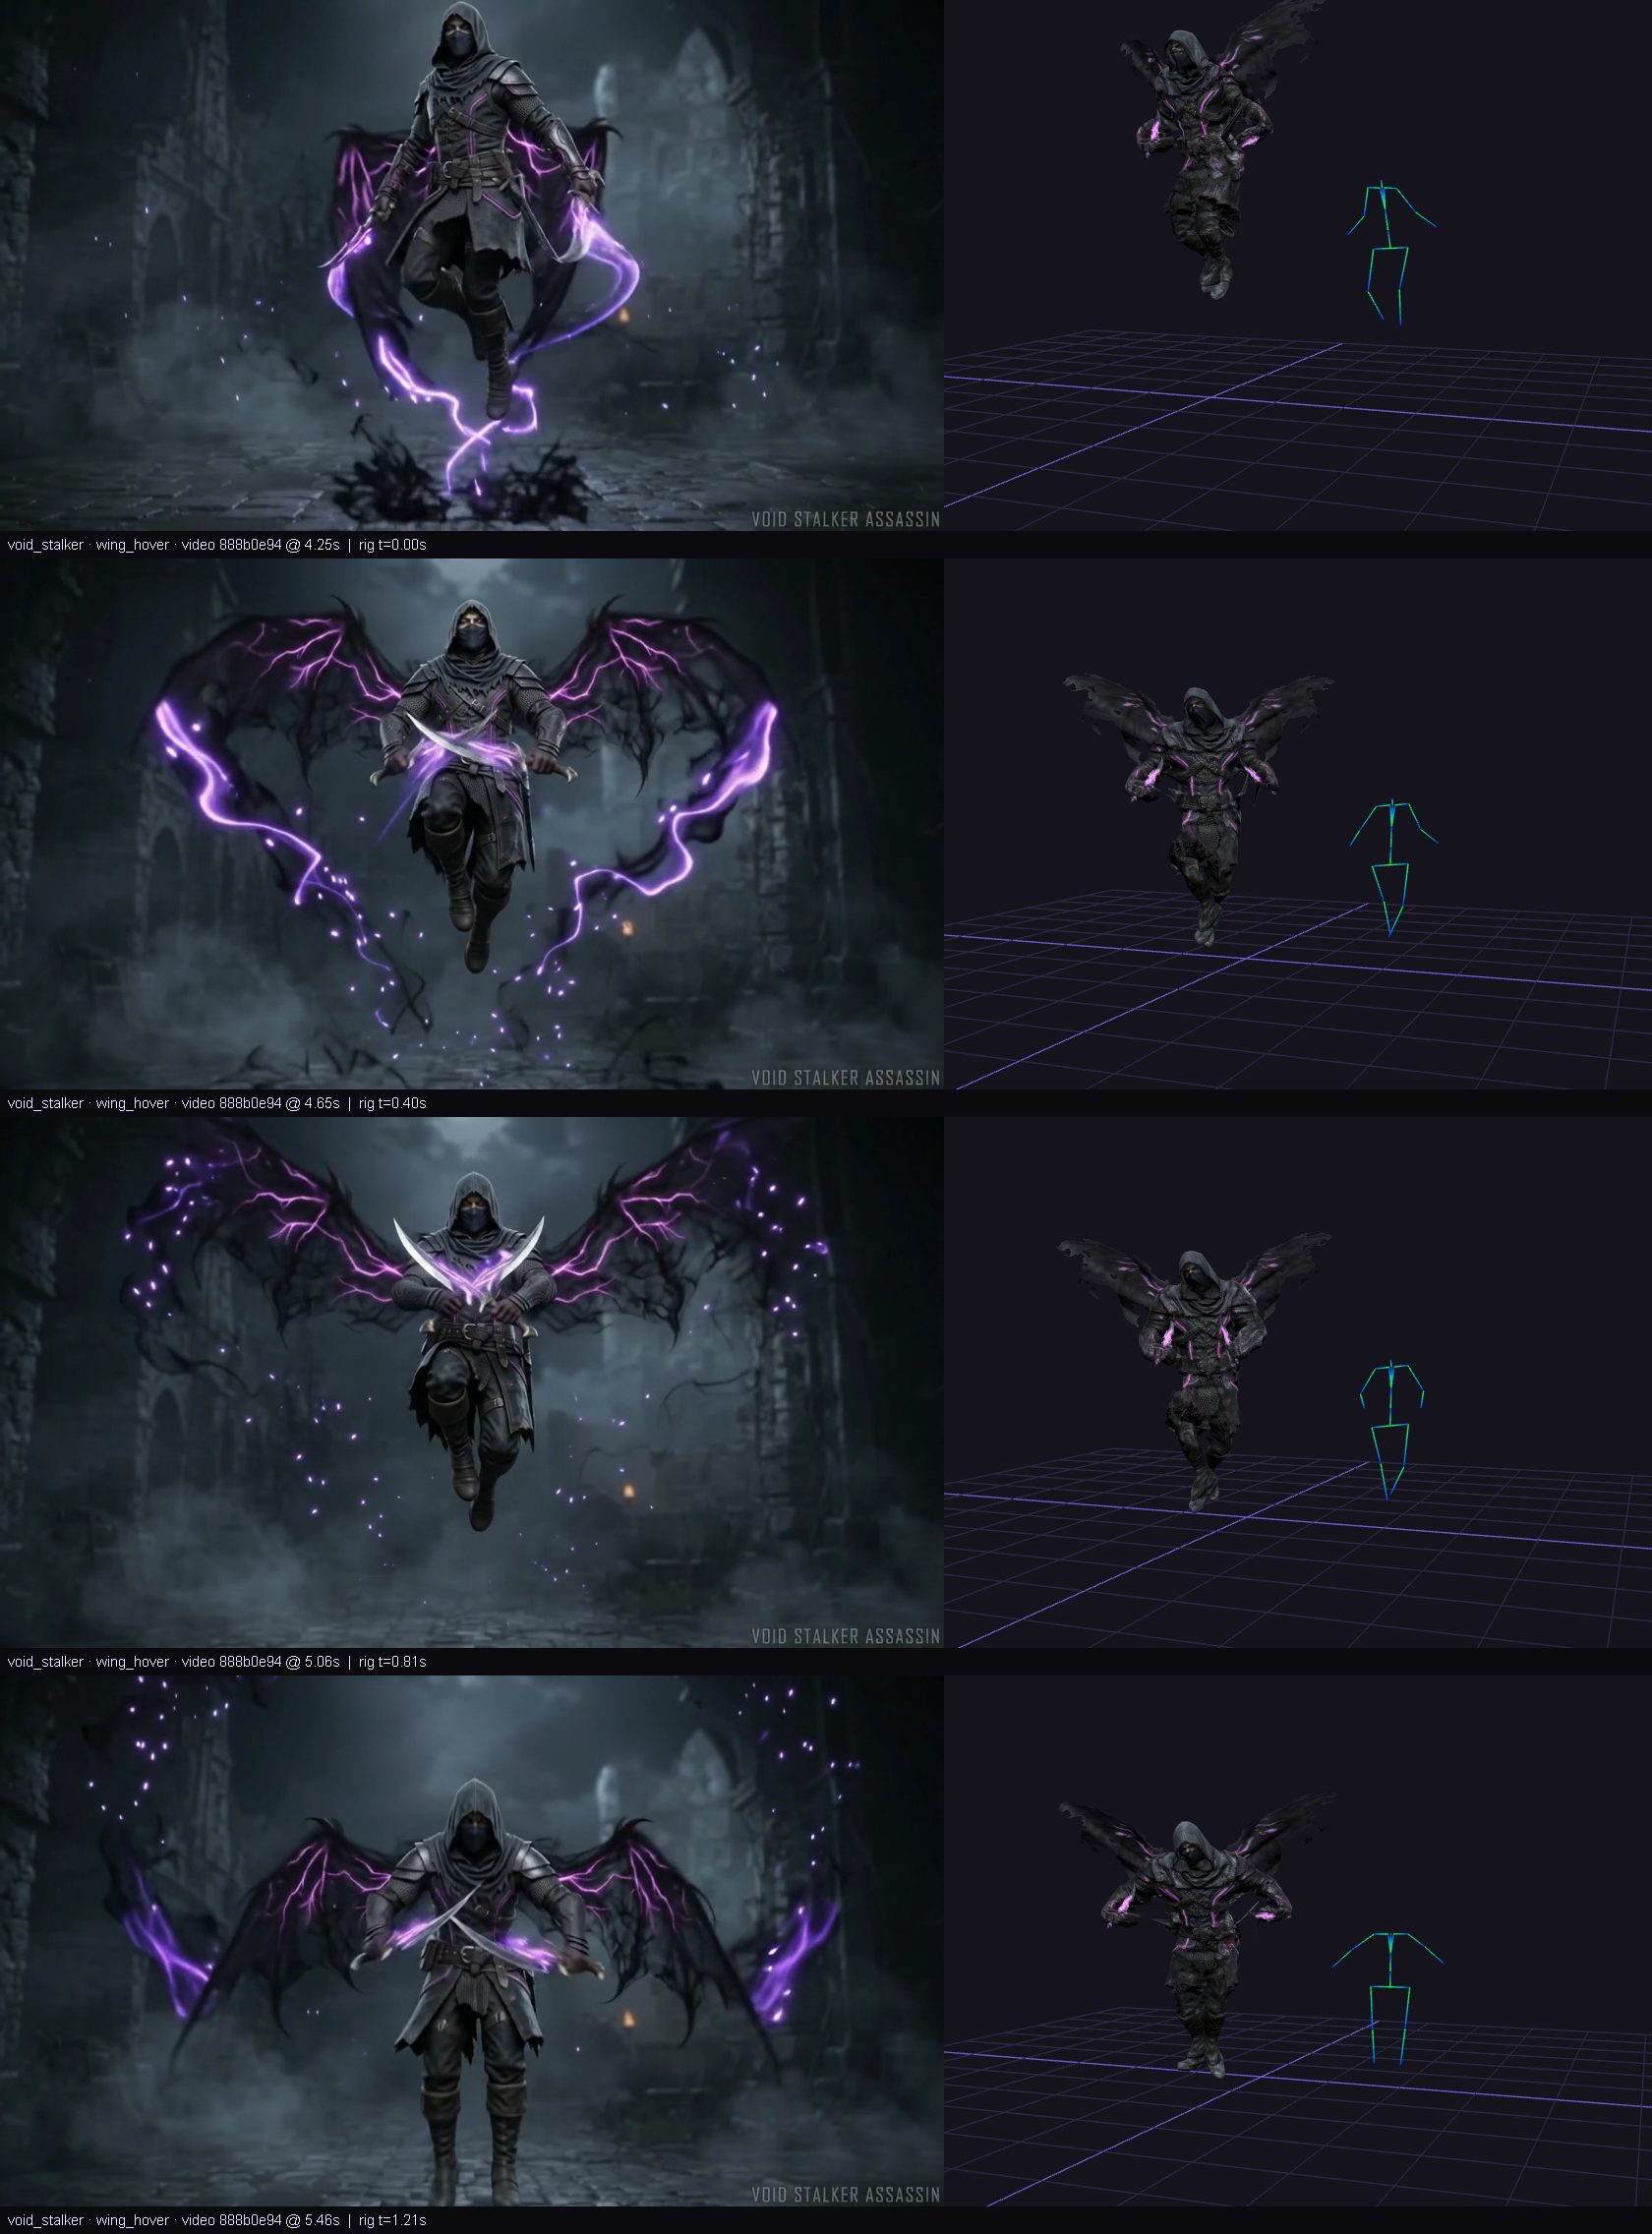 VOID STALKER ASSASSIN
void_stalker · wing_hover · video 888b0e94 @ 4.25s | rig t=0.00s
VOID STALKER ASSASSIN
void_stalker · wing_hover · video 888b0e94 @ 4.65s | rig t=0.40s
VOID STALKER ASSASSIN
void_stalker · wing_hover · video 888b0e94 @ 5.06s | rig t=0.81s
VOID STALKER ASSASSIN
void_stalker · wing_hover · video 888b0e94 @ 5.46s | rig t=1.21s